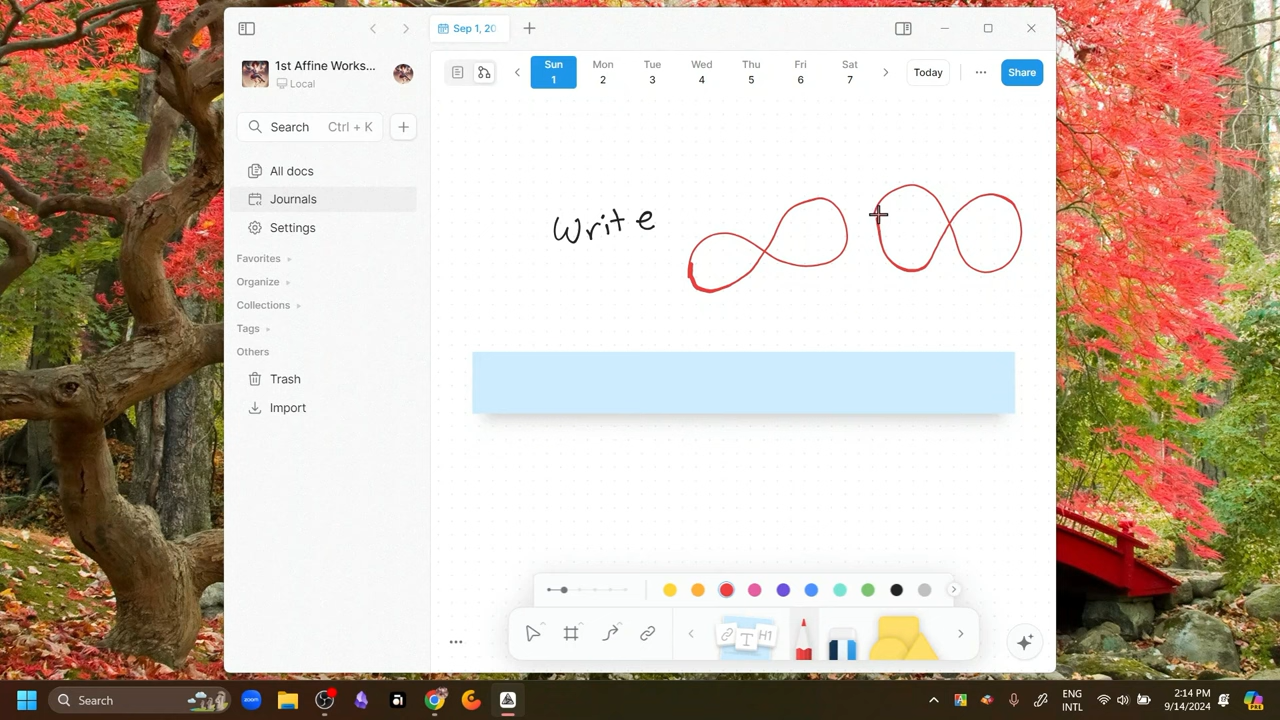 Sep 1, 20
1st Affine Works...
Local
Search Ctrl + K
All docs
Journals
Settings
Favorites
Organize
Collections
Tags
Others
Trash
Import
Sun Mon Tue Wed Thu Fri Sat
1 2 3 4 5 6 7
Today
Share
Write
T H1
Search
zoom
ENG
INTL
2:14 PM
9/14/2024
PRE